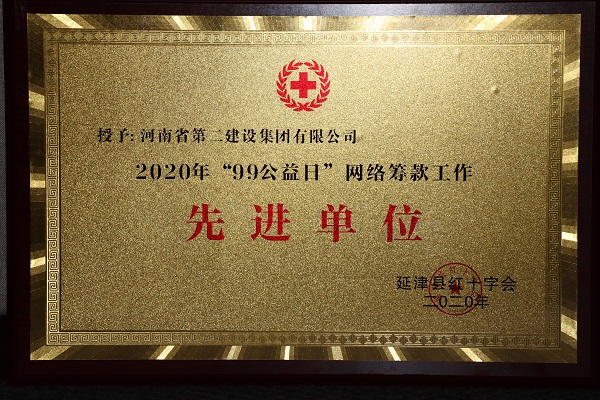 授予: 河南省第二建设集团有限公司
2020年“99公益日”网络筹款工作
先进单位
延津县红十字会
二〇二〇年